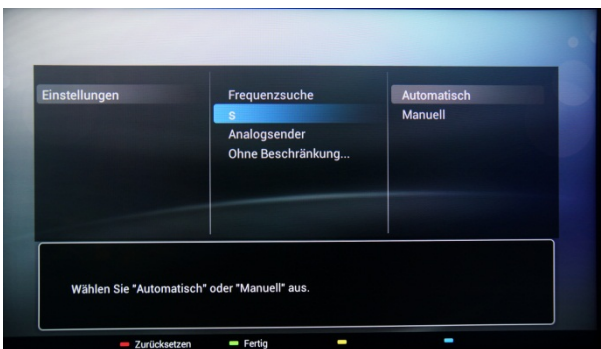 Einstellungen
Frequenzsuche
S
Analogsender
Ohne Beschränkung...
Automatisch
Manuell
Wählen Sie "Automatisch" oder "Manuell" aus.
Zurücksetzen
Fertig